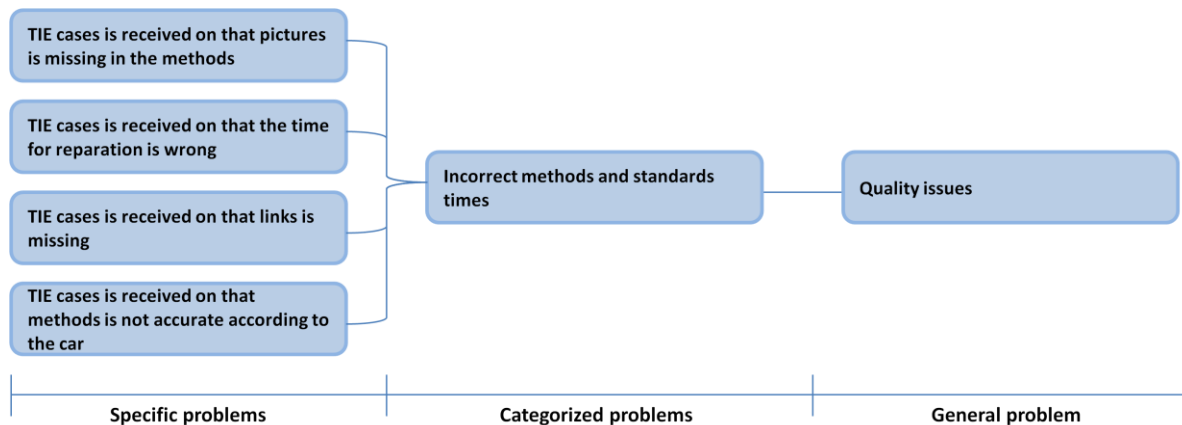 TIE cases is received on that pictures
is missing in the methods
TIE cases is received on that the time
for reparation is wrong
TIE cases is received on that links is
missing
TIE cases is received on that
methods is not accurate according to
the car
Incorrect methods and standards
times
Quality issues
Specific problems
Categorized problems
General problem